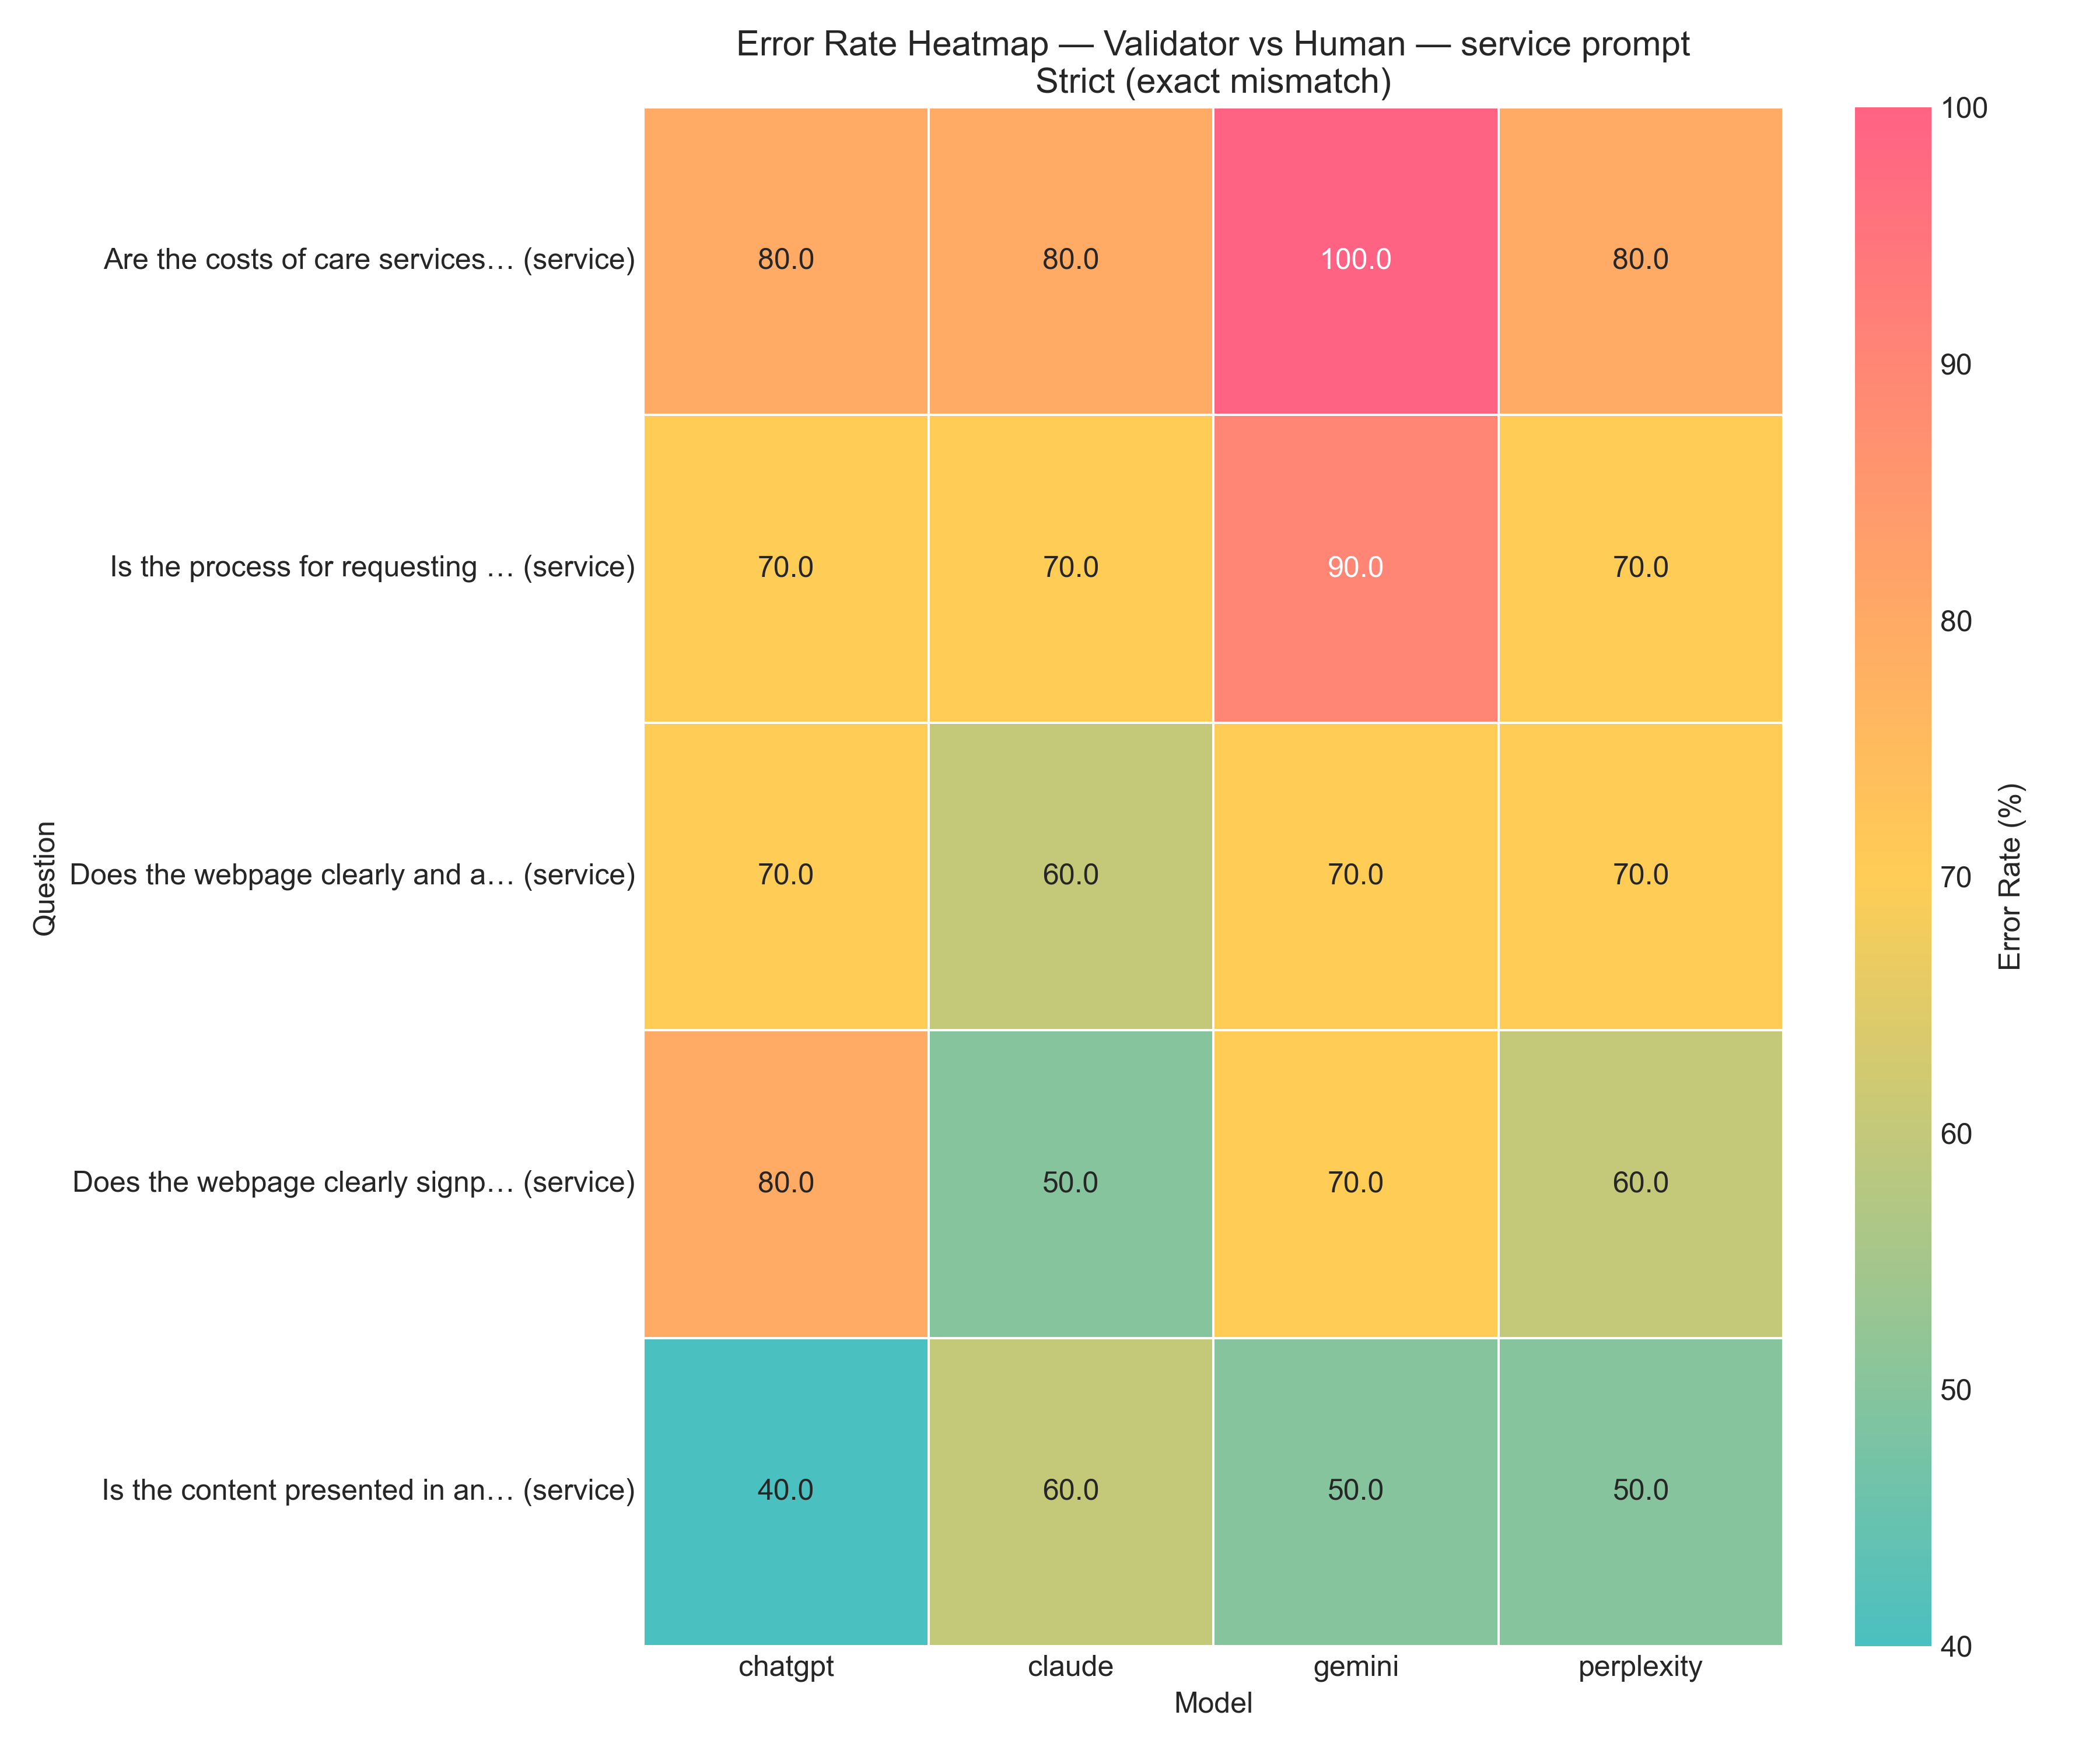 Error Rate Heatmap — Validator vs Human — service prompt
Strict (exact mismatch)
Question
Are the costs of care services… (service) 80.0 80.0 100.0 80.0
Is the process for requesting … (service) 70.0 70.0 90.0 70.0
Does the webpage clearly and a… (service) 70.0 60.0 70.0 70.0
Does the webpage clearly signp… (service) 80.0 50.0 70.0 60.0
Is the content presented in an… (service) 40.0 60.0 50.0 50.0
chatgpt claude gemini perplexity
Model
100
90
80
70
60
50
40
Error Rate (%)